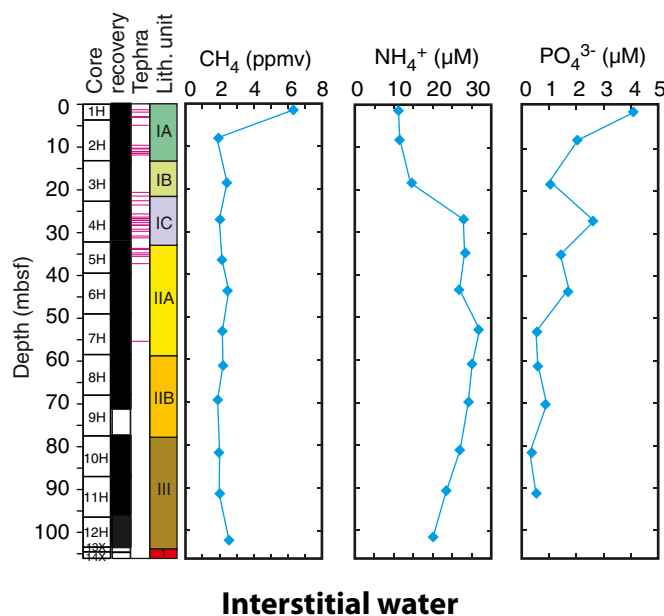 Core
recovery
Tephra
Lith. unit
CH4 (ppmv)
NH4+ (µM)
PO43- (µM)
0 2 4 6 8
0 10 20 30
0 1 2 3 4 5
Depth (mbsf)
0
10
20
30
40
50
60
70
80
90
100
1H
2H
3H
4H
5H
6H
7H
8H
9H
10H
11H
12H
13X
14X
IA
IB
IC
IIA
IIB
III
Interstitial water